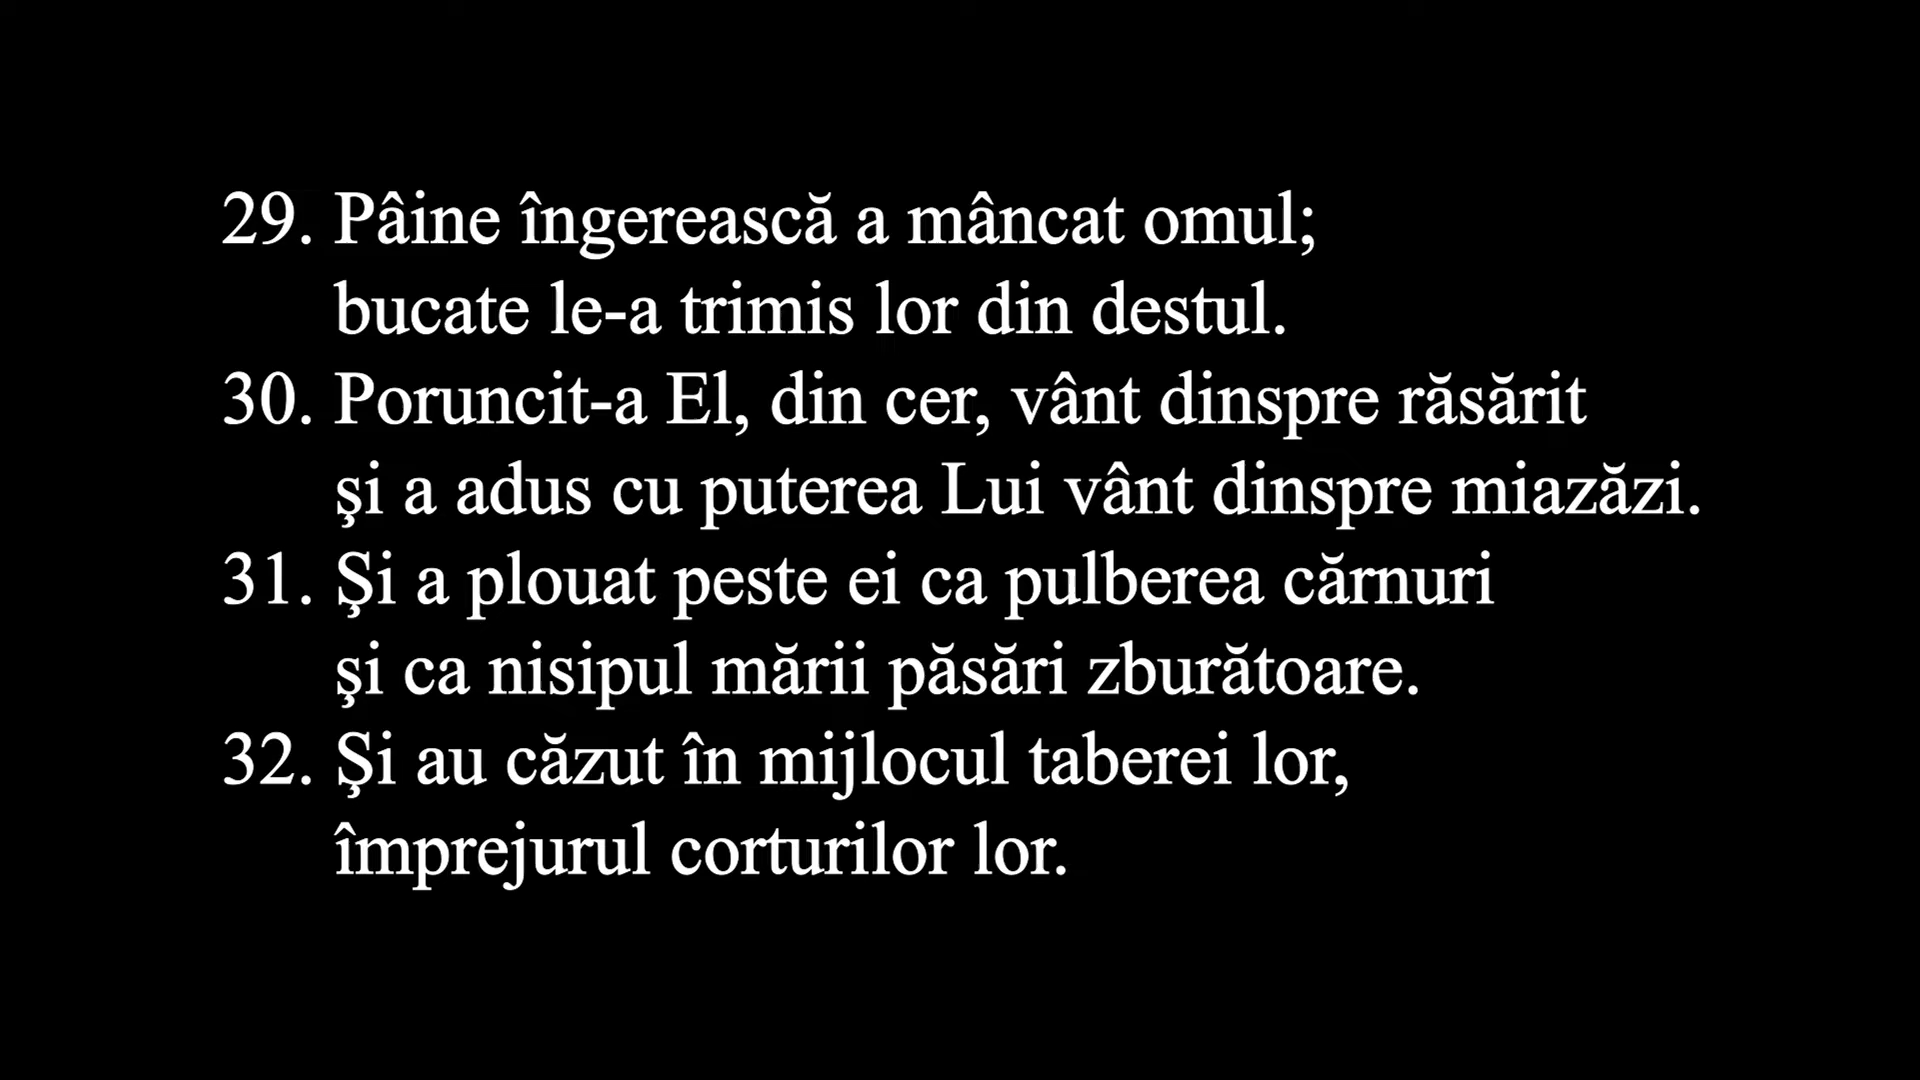 29. Pâine îngerească a mâncat omul;
bucate le-a trimis lor din destul.
30. Poruncit-a El, din cer, vânt dinspre răsărit
şi a adus cu puterea Lui vânt dinspre miazăzi.
31. Şi a plouat peste ei ca pulberea cărnuri
şi ca nisipul mării păsări zburătoare.
32. Şi au căzut în mijlocul taberei lor,
împrejurul corturilor lor.